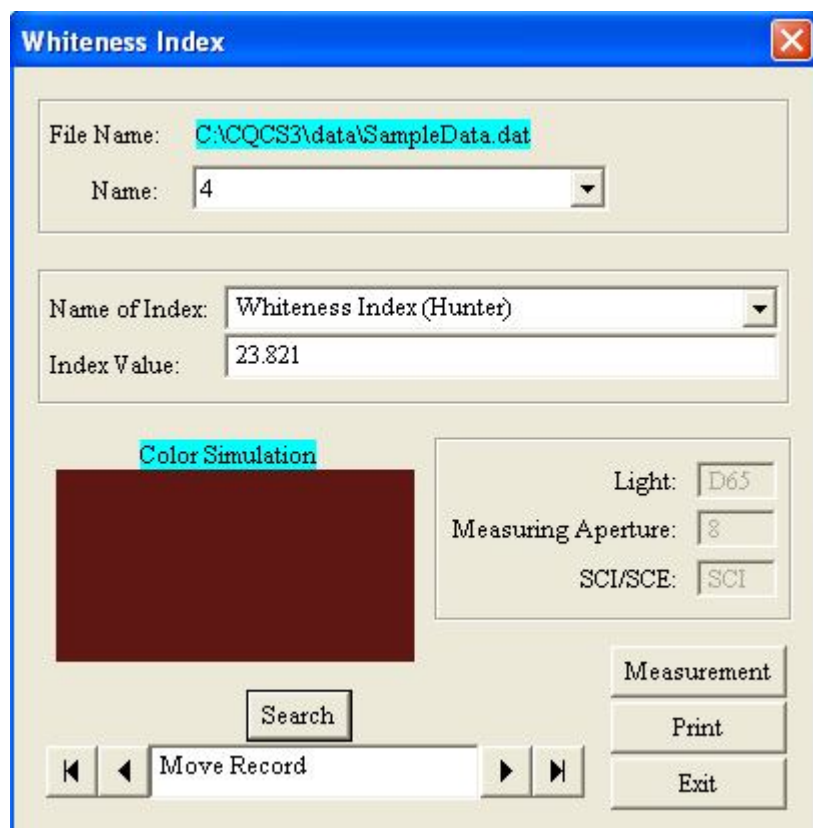 Whiteness Index
File Name: C:\CQCS3\data\SampleData.dat
Name: 4
Name of Index: Whiteness Index (Hunter)
Index Value: 23.821
Color Simulation
Light: D65
Measuring Aperture: 8
SCI/SCE: SCI
Measurement
Search
Print
Move Record
Exit